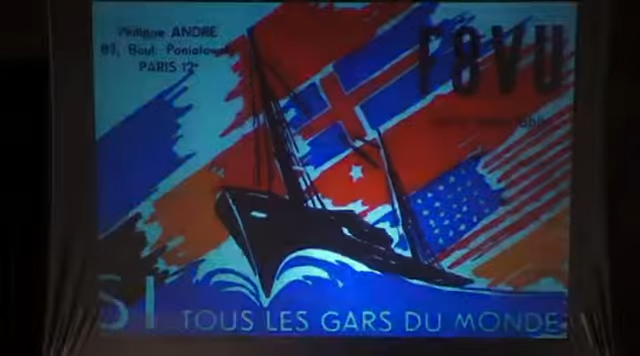 Philippe ANDRE
83, Boul. Poniatowski
PARIS 12e
F8VU
SI TOUS LES GARS DU MONDE